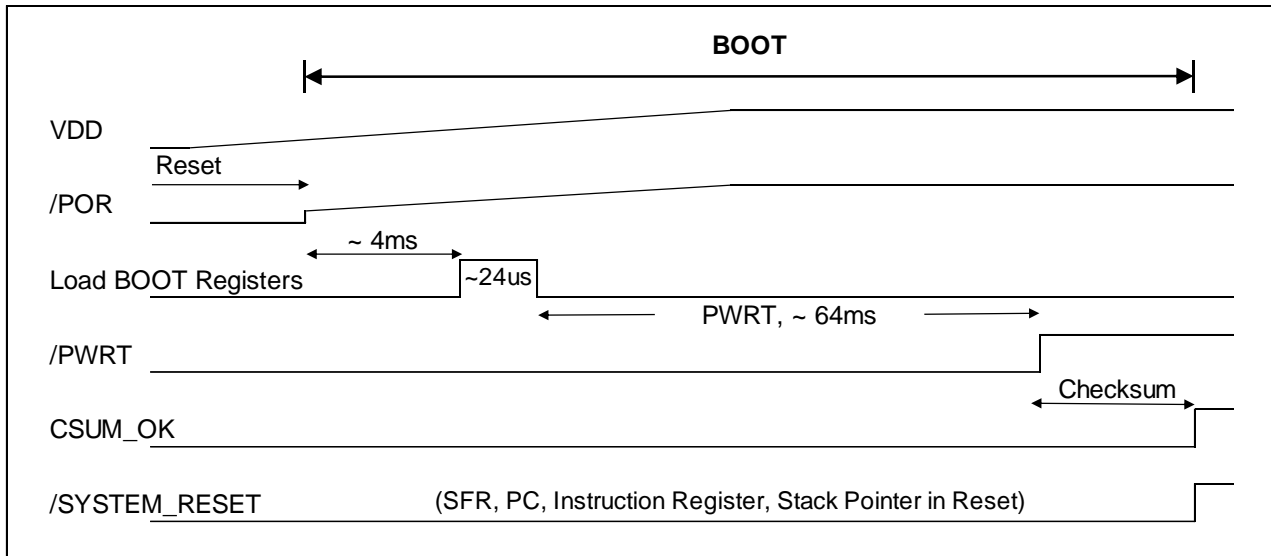 BOOT
VDD
Reset
/POR
~ 4ms
Load BOOT Registers
~24us
PWRT, ~ 64ms
/PWRT
Checksum
CSUM_OK
/SYSTEM_RESET
(SFR, PC, Instruction Register, Stack Pointer in Reset)